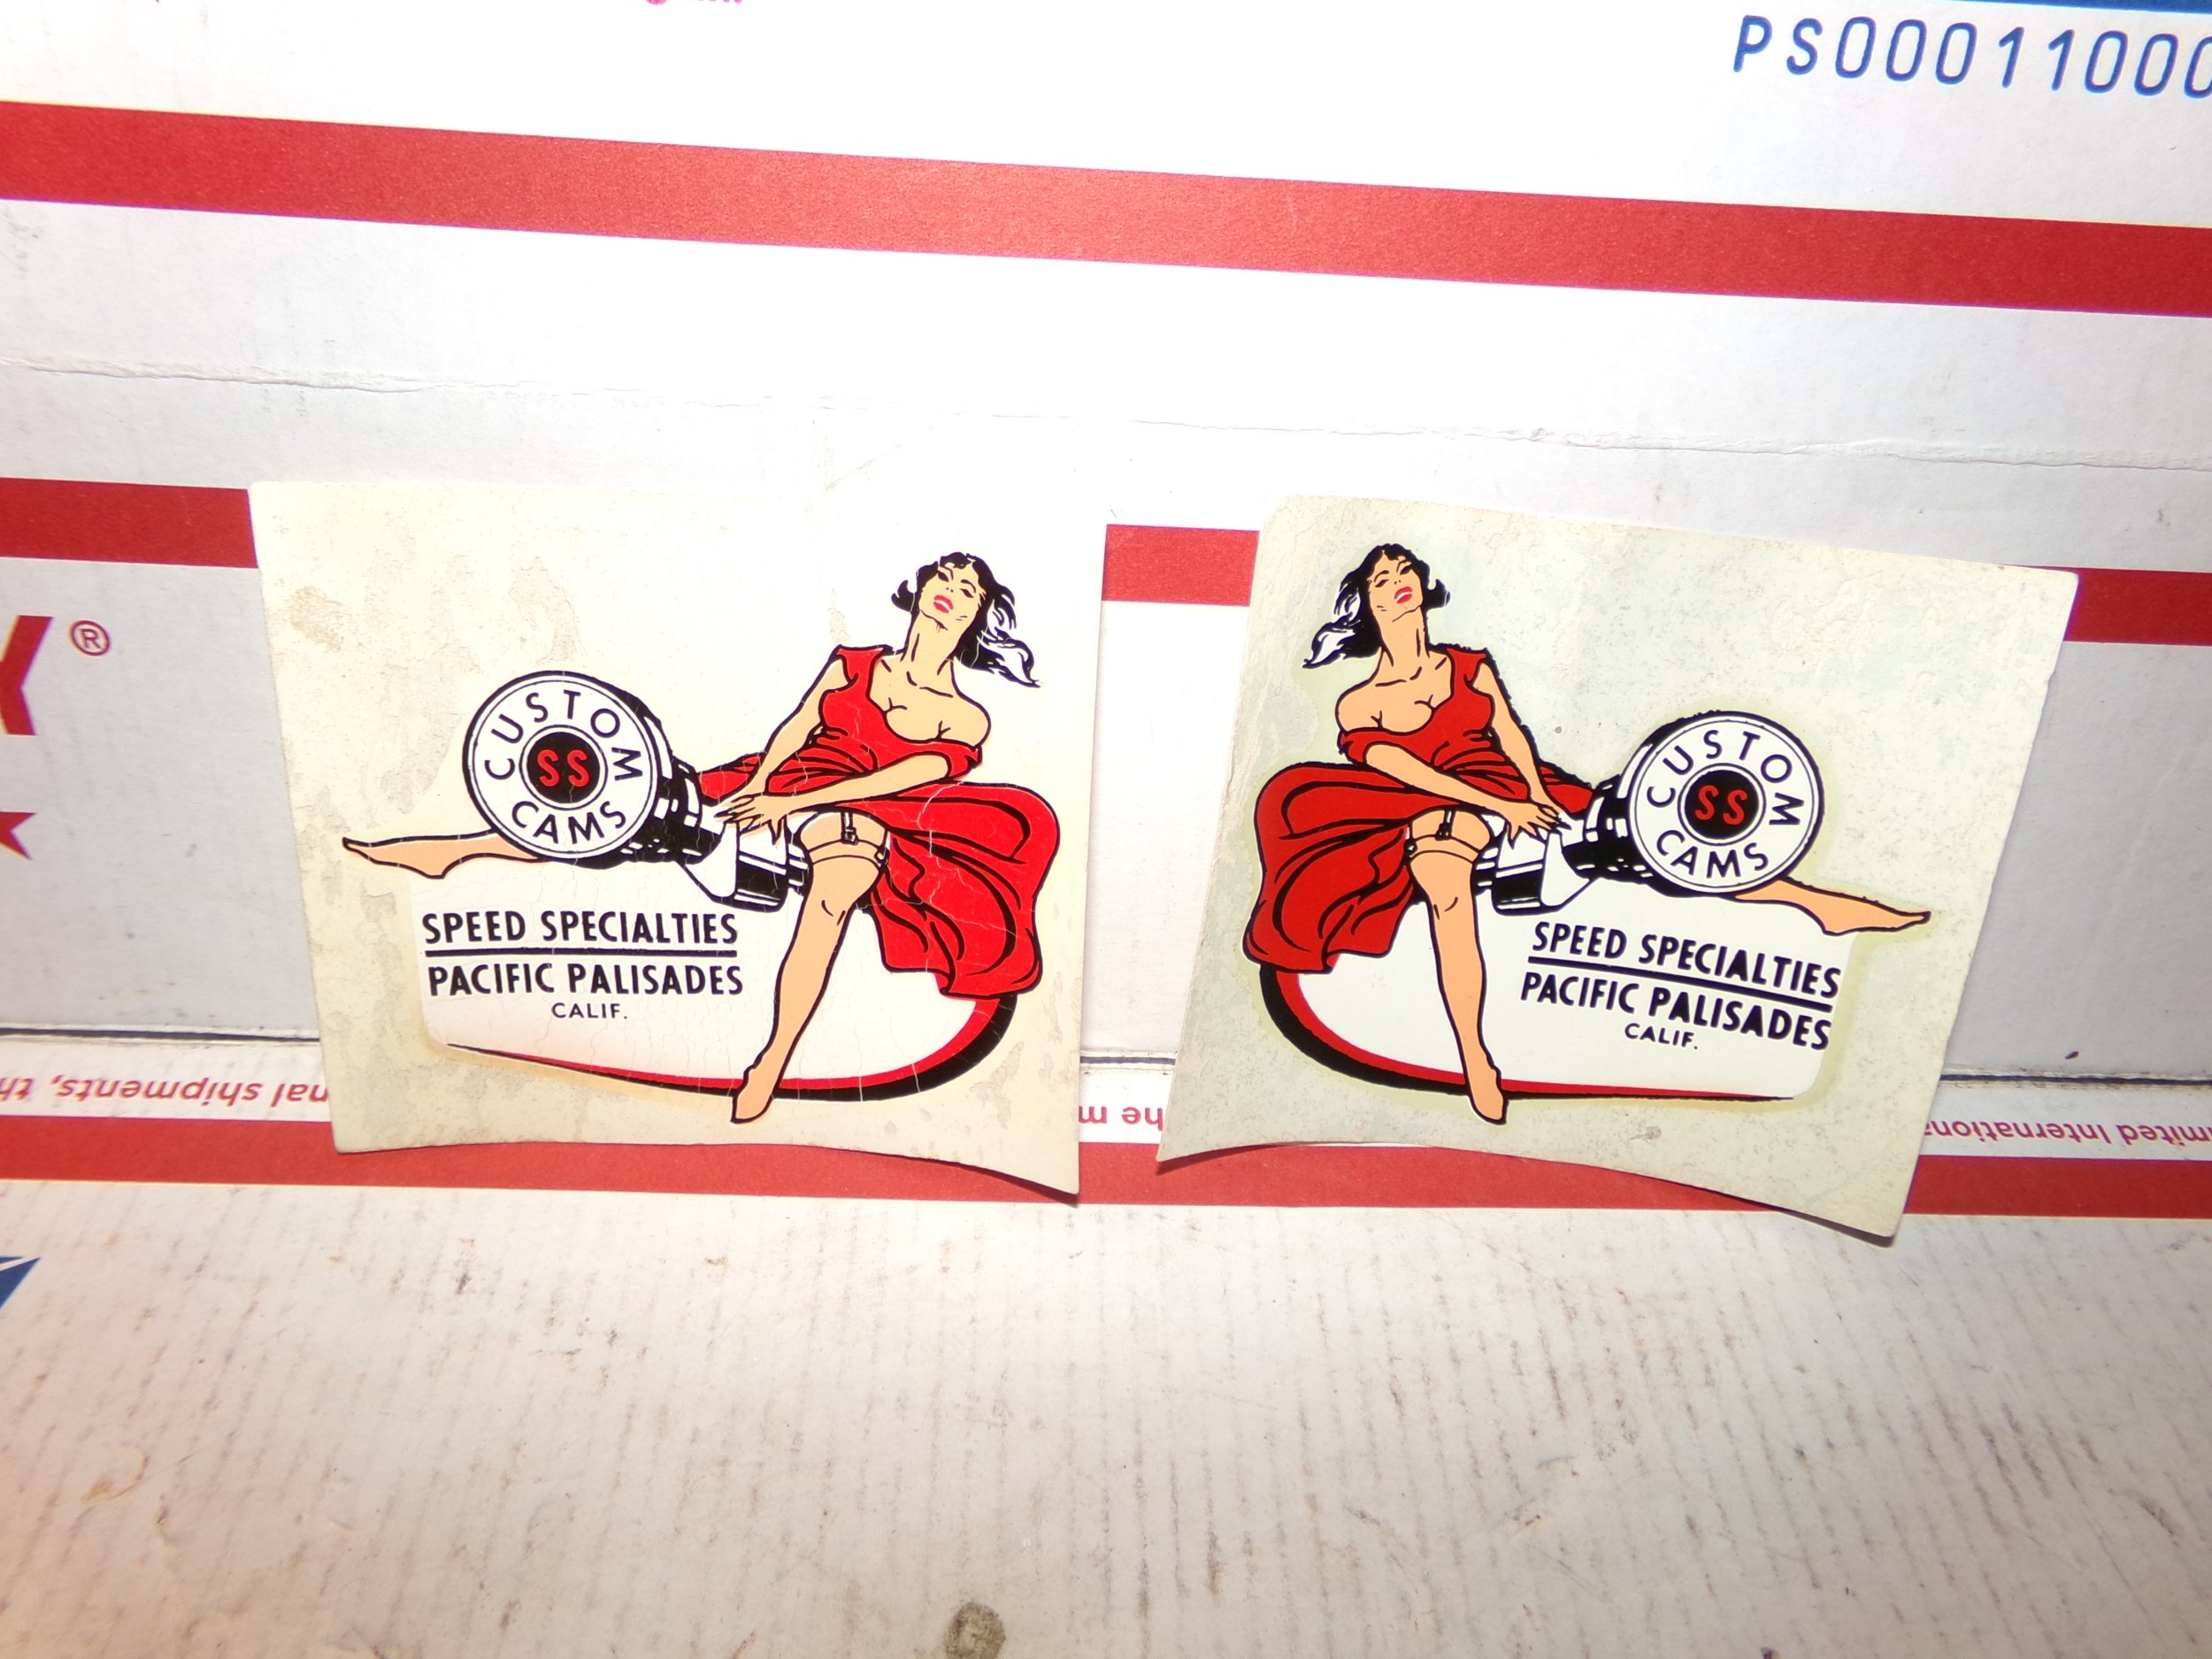 PS00011000
Y®
CUSTOM
SS
CAMS
SPEED SPECIALTIES
PACIFIC PALISADES
CALIF.
CUSTOM
SS
CAMS
SPEED SPECIALTIES
PACIFIC PALISADES
CALIF.
nal shipments, th
he m
mited Internationa